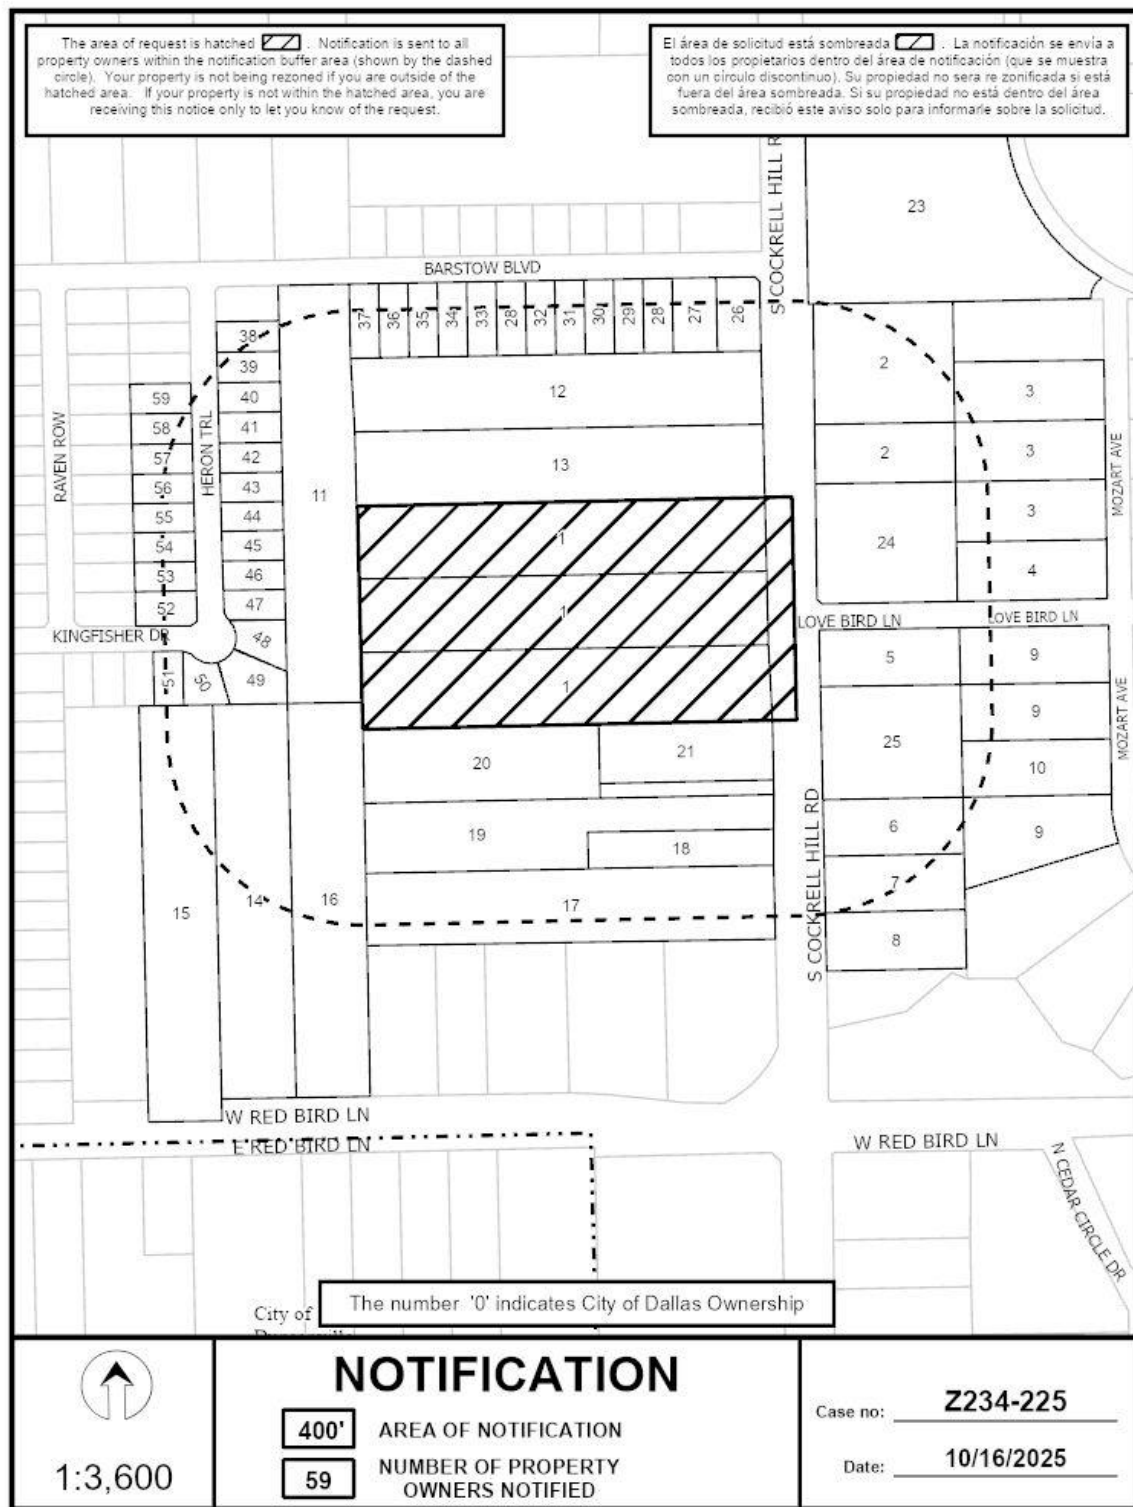 The area of request is hatched . Notification is sent to all
property owners within the notification buffer area (shown by the dashed
circle). Your property is not being rezoned if you are outside of the
hatched area. If your property is not within the hatched area, you are
receiving this notice only to let you know of the request.
El área de solicitud está sombreada . La notificación se envía a
todos los propietarios dentro del área de notificación (que se muestra
con un círculo discontinuo). Su propiedad no sera re zonificada si está
fuera del área sombreada. Si su propiedad no está dentro del área
sombreada, recibió este aviso solo para informarle sobre la solicitud.
S COCKRELL HILL R
23
BARSTOW BLVD
37
36
35
34
33
28
32
31
30
29
28
27
26
38
39
40
41
42
43
44
45
46
47
48
49
50
51
52
53
54
55
56
57
58
59
RAVEN ROW
HERON TRL
KINGFISHER DR
11
12
13
1
1
1
2
2
24
3
3
3
4
MOZART AVE
LOVE BIRD LN
LOVE BIRD LN
5
9
9
25
10
6
9
7
8
MOZART AVE
S COCKRELL HILL RD
20
21
19
18
17
16
14
15
W RED BIRD LN
E RED BIRD LN
W RED BIRD LN
N CEDAR CIRCLE DR
City of
The number '0' indicates City of Dallas Ownership
1:3,600
NOTIFICATION
400' AREA OF NOTIFICATION
59 NUMBER OF PROPERTY
OWNERS NOTIFIED
Case no: Z234-225
Date: 10/16/2025